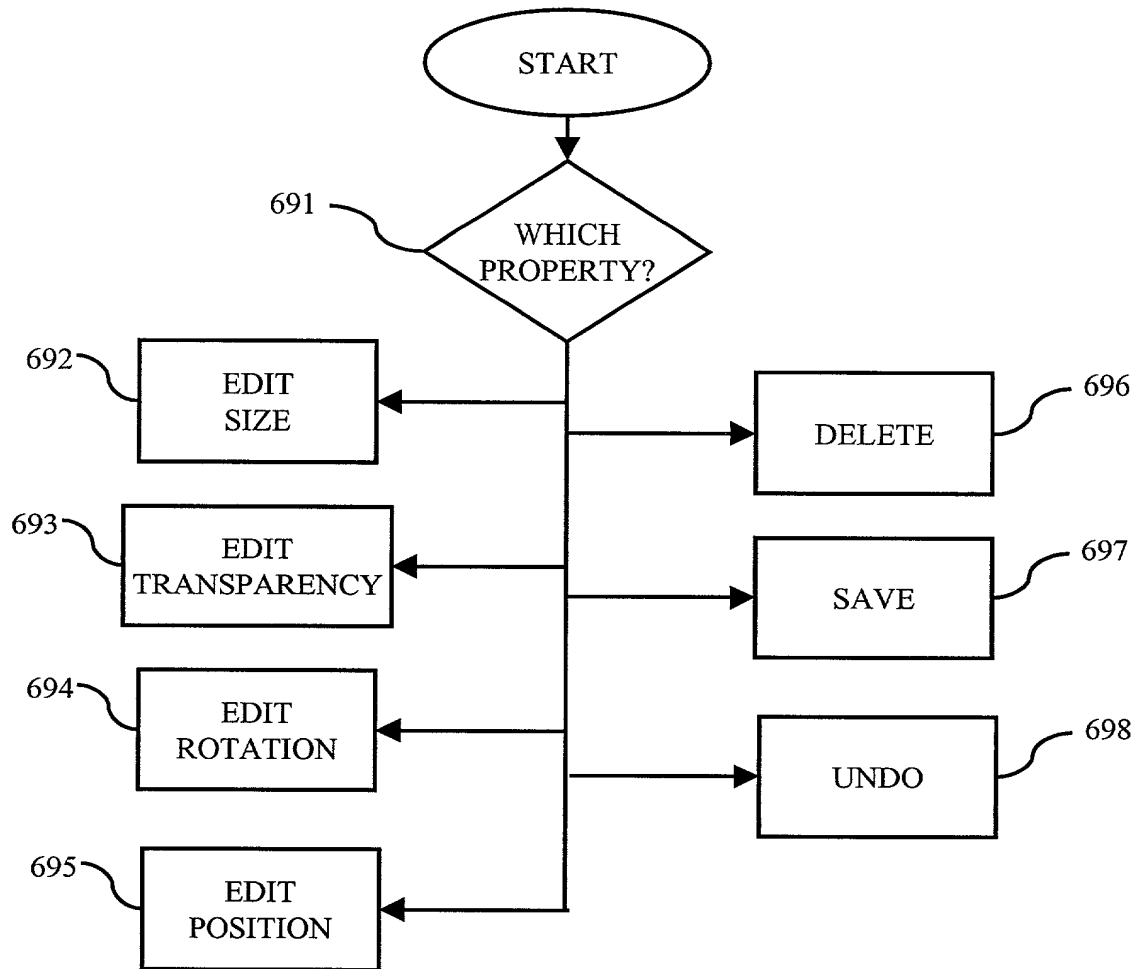 START
691
WHICH
PROPERTY?
692
EDIT
SIZE
696
DELETE
693
EDIT
TRANSPARENCY
697
SAVE
694
EDIT
ROTATION
698
UNDO
695
EDIT
POSITION